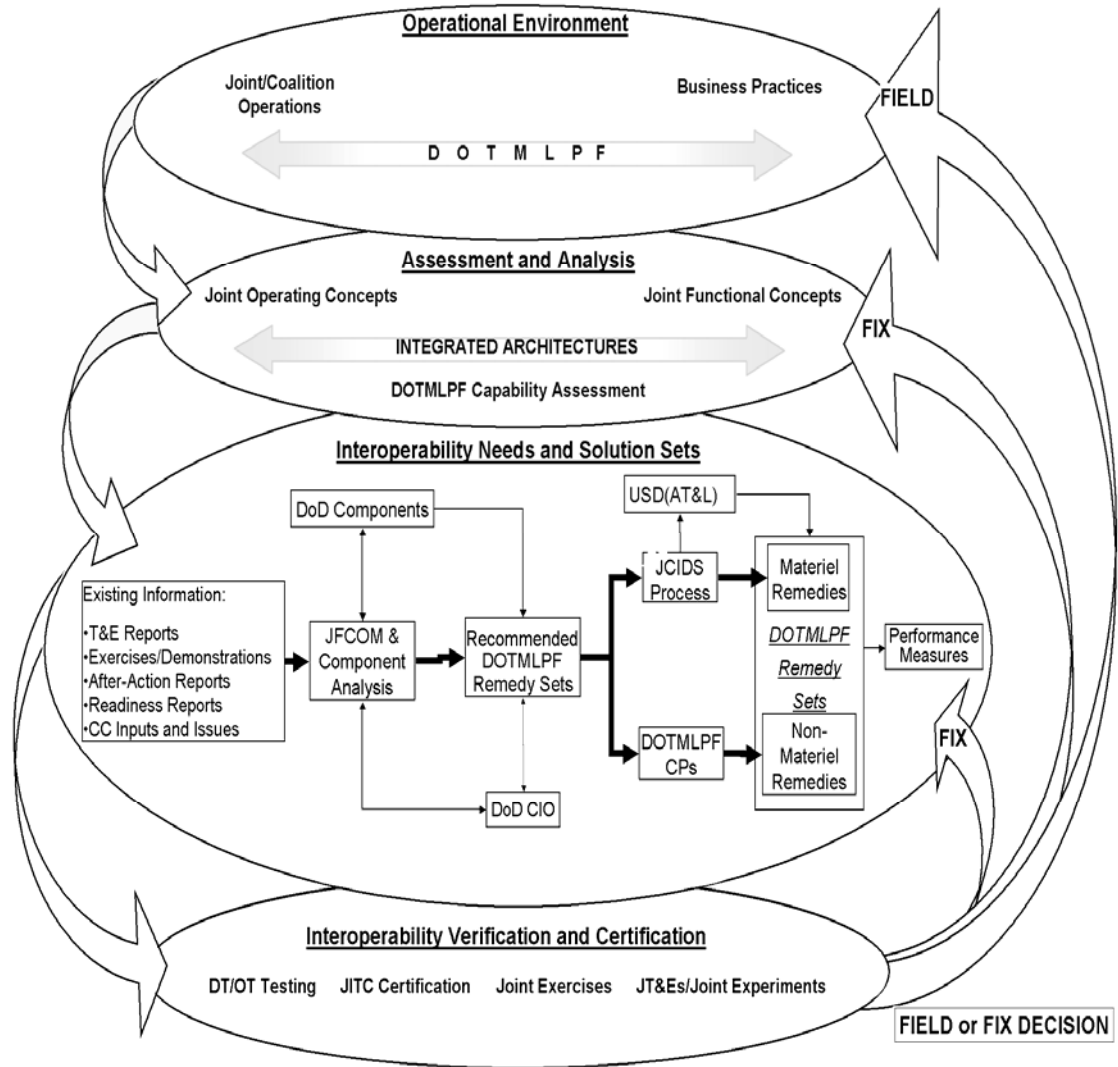 Operational Environment
Joint/Coalition
Operations
Business Practices
FIELD
D O T M L P F
Assessment and Analysis
Joint Operating Concepts
Joint Functional Concepts
FIX
INTEGRATED ARCHITECTURES
DOTMLPF Capability Assessment
Interoperability Needs and Solution Sets
DoD Components
USD(AT&L)
Existing Information:
•T&E Reports
•Exercises/Demonstrations
•After-Action Reports
•Readiness Reports
•CC Inputs and Issues
JFCOM &
Component
Analysis
Recommended
DOTMLPF
Remedy Sets
JCIDS
Process
Materiel
Remedies
DOTMLPF
Remedy
Sets
Non-
Materiel
Remedies
Performance
Measures
DOTMLPF
CPs
DoD CIO
FIX
Interoperability Verification and Certification
DT/OT Testing
JITC Certification
Joint Exercises
JT&Es/Joint Experiments
FIELD or FIX DECISION